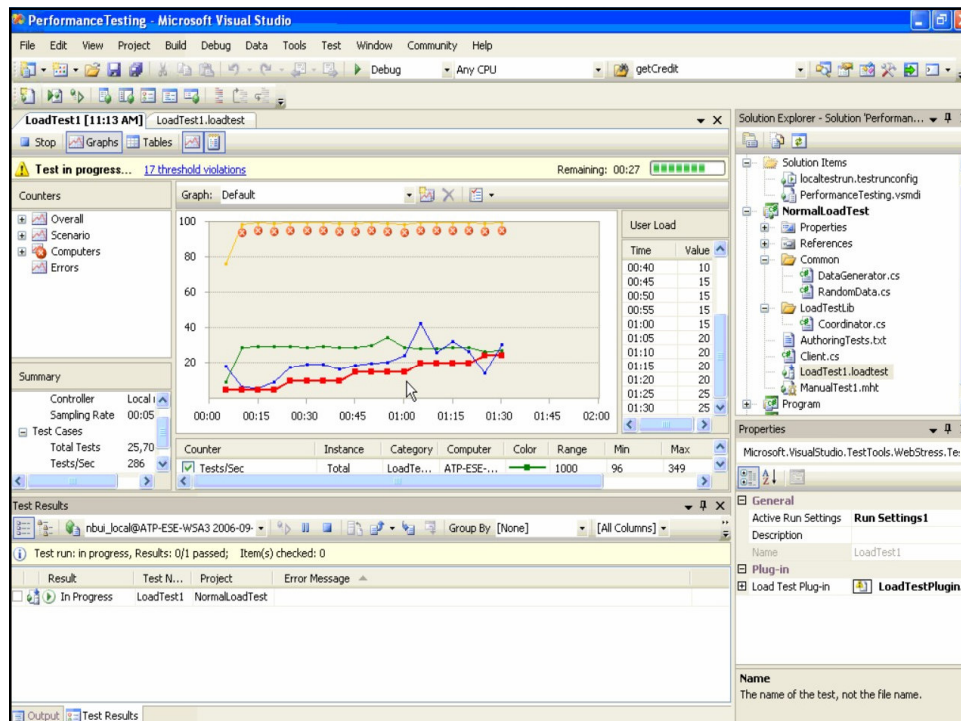 PerformanceTesting - Microsoft Visual Studio
File Edit View Project Build Debug Data Tools Test Window Community Help
Debug Any CPU getCredit
LoadTest1 [11:13 AM] LoadTest1.loadtest
Stop Graphs Tables
Test in progress... 17 threshold violations Remaining: 00:27
Counters
Overall
Scenario
Computers
Errors
Summary
Controller Local
Sampling Rate 00:05
Test Cases
Total Tests 25,70
Tests/Sec 286
Graph: Default
100
80
60
40
20
00:00 00:15 00:30 00:45 01:00 01:15 01:30 01:45 02:00
User Load
Time Value
00:40 10
00:45 15
00:50 15
00:55 15
01:00 15
01:05 20
01:10 20
01:15 20
01:20 20
01:25 25
01:30 25
Counter Instance Category Computer Color Range Min Max
Tests/Sec Total LoadTe... ATP-ESE-... 1000 96 349
Test Results
nbui_local@ATP-ESE-WSA3 2006-09- Group By [None] [All Columns]
Test run: in progress, Results: 0/1 passed; Item(s) checked: 0
Result Test N... Project Error Message
In Progress LoadTest1 NormalLoadTest
Output Test Results
Solution Explorer - Solution 'Performan...
Solution Items
localtestrun.testrunconfig
PerformanceTesting.vsmdi
NormalLoadTest
Properties
References
Common
DataGenerator.cs
RandomData.cs
LoadTestLib
Coordinator.cs
AuthoringTests.txt
Client.cs
LoadTest1.loadtest
ManualTest1.mht
Program
Properties
Microsoft.VisualStudio.TestTools.WebStress.Te
General
Active Run Settings Run Settings1
Description
Name LoadTest1
Plug-in
Load Test Plug-in LoadTestPlugin
Name
The name of the test, not the file name.